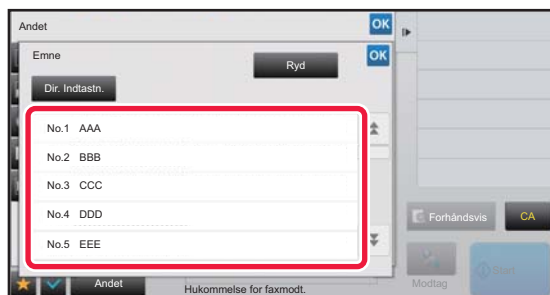 Andet
OK
Emne
Ryd
OK
Dir. Indtastn.
No.1 AAA
No.2 BBB
No.3 CCC
No.4 DDD
No.5 EEE
Forhåndsvis
CA
Andet
Hukommelse for faxmodt.
Modtag
Start